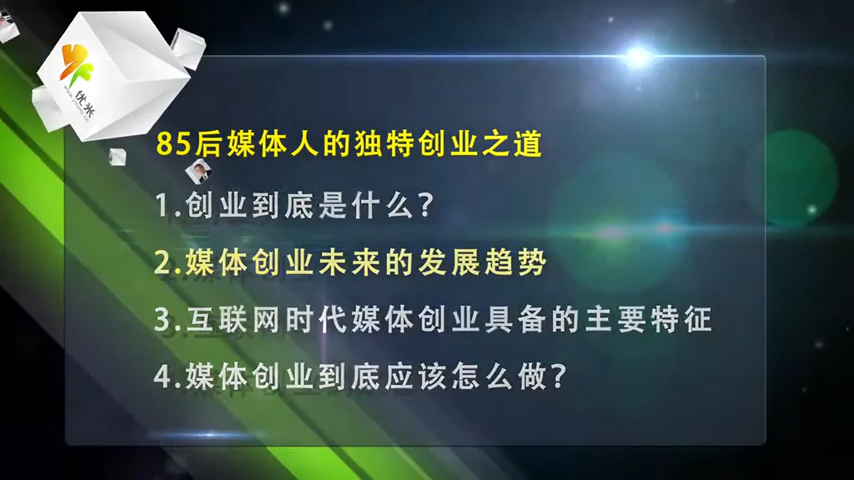 优米
85后媒体人的独特创业之道
1.创业到底是什么?
2.媒体创业未来的发展趋势
3.互联网时代媒体创业具备的主要特征
4.媒体创业到底应该怎么做?